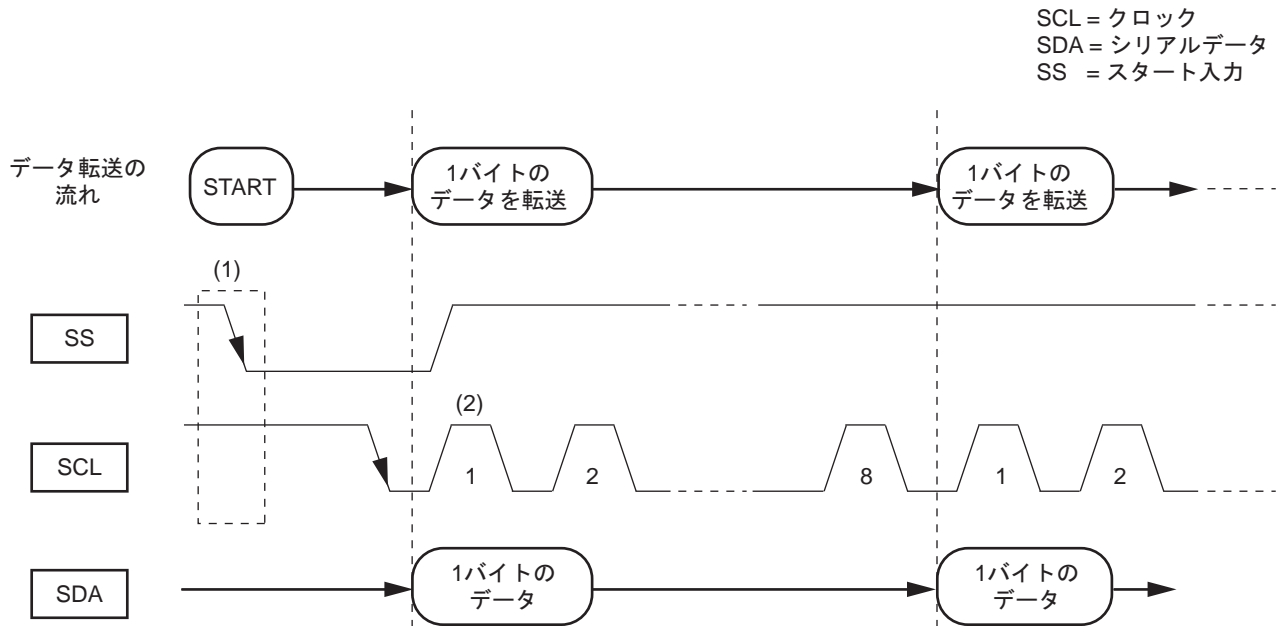 SCL = クロック
SDA = シリアルデータ
SS = スタート入力
データ転送の
流れ
START
1バイトの
データを転送
1バイトの
データを転送
(1)
SS
(2)
SCL
1
2
8
1
2
SDA
1バイトの
データ
1バイトの
データ